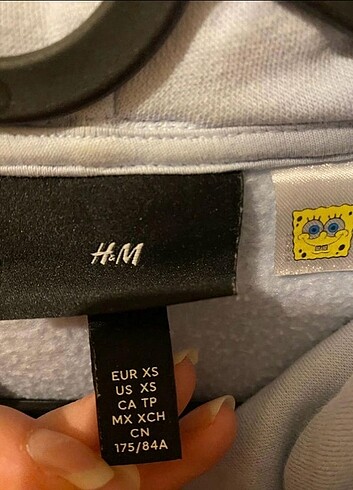 H&M
EUR XS
US XS
CA TP
MX XCH
CN
175/84A